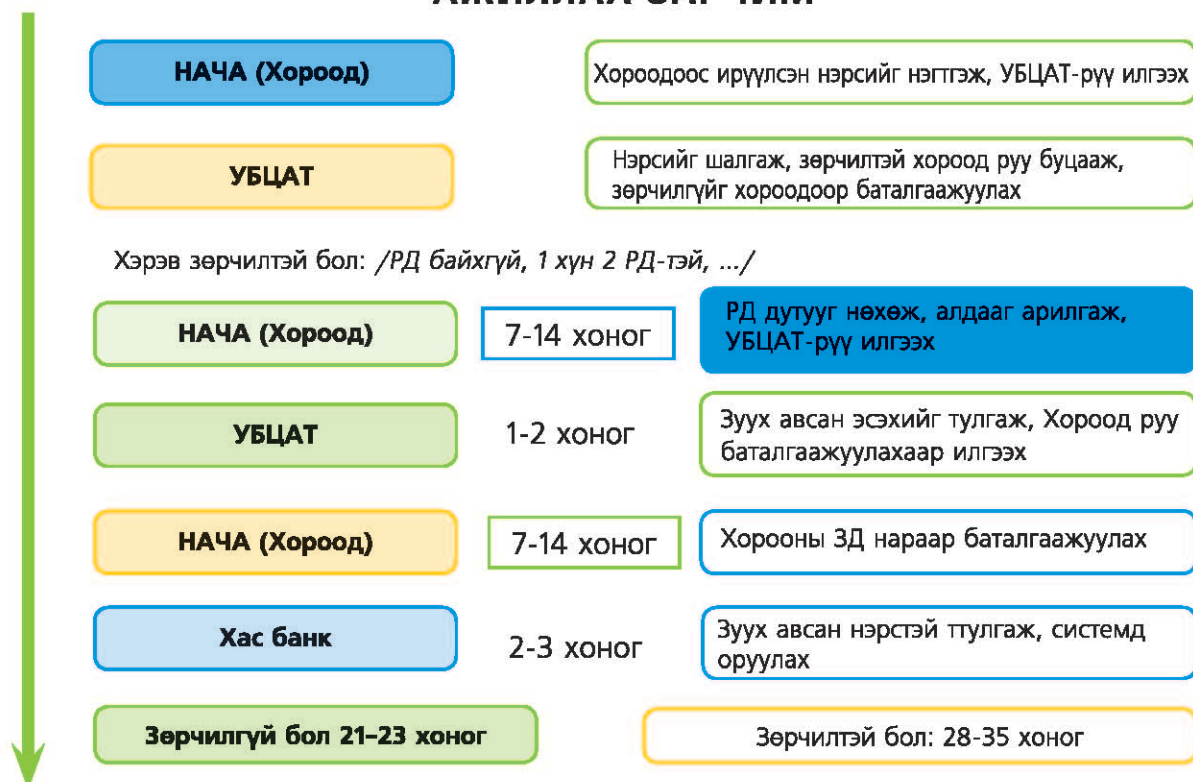 АЖИЛЛАХ ЗАРЧИМ
НАЧА (Хороод)
Хороодоос ирүүлсэн нэрсийг нэгтгэж, УБЦАТ-рүү илгээх
УБЦАТ
Нэрсийг шалгаж, зөрчилтэй хороод руу буцааж,
зөрчилгүйг хороодоор баталгаажуулах
Хэрэв зөрчилтэй бол: /РД байхгүй, 1 хүн 2 РД-тэй, .../
НАЧА (Хороод)
7-14 хоног
РД дутууг нөхөж, алдааг арилгаж,
УБЦАТ-рүү илгээх
УБЦАТ
1-2 хоног
Зуух авсан эсэхийг тулгаж, Хороод руу
баталгаажуулахаар илгээх
НАЧА (Хороод)
7-14 хоног
Хорооны ЗД нараар баталгаажуулах
Хас банк
2-3 хоног
Зуух авсан нэрстэй ттулгаж, системд
оруулах
Зөрчилгүй бол 21–23 хоног
Зөрчилтэй бол: 28-35 хоног